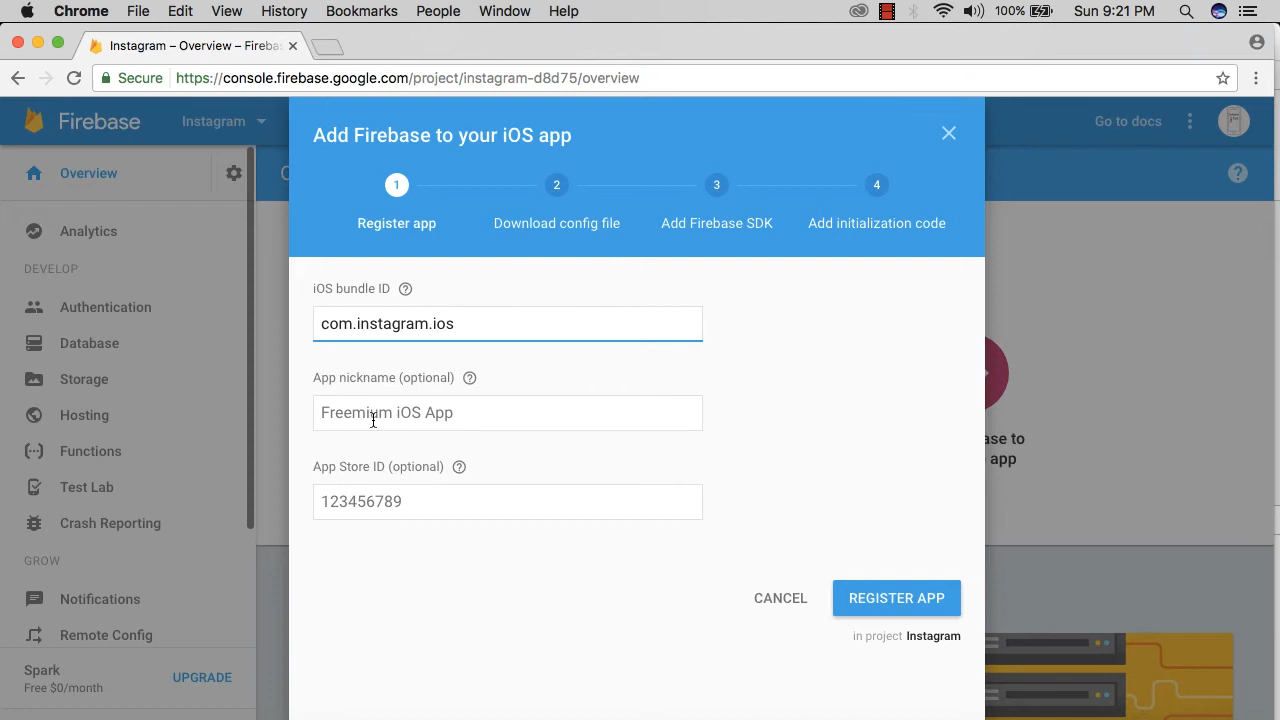 Chrome File Edit View History Bookmarks People Window Help 100% Sun 9:21 PM
Instagram – Overview – Fireba
Secure https://console.firebase.google.com/project/instagram-d8d75/overview
Firebase Instagram Go to docs
Add Firebase to your iOS app
1 2 3 4
Register app Download config file Add Firebase SDK Add initialization code
Overview
Analytics
DEVELOP
Authentication
Database
Storage
Hosting
Functions
Test Lab
Crash Reporting
GROW
Notifications
Remote Config
Spark
Free $0/month
UPGRADE
iOS bundle ID
com.instagram.ios
App nickname (optional)
Freemium iOS App
App Store ID (optional)
123456789
CANCEL REGISTER APP
in project Instagram
ase to
app